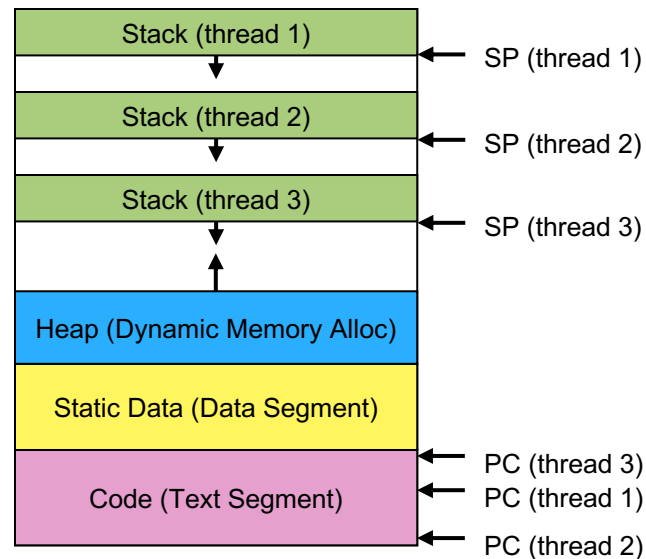 Stack (thread 1)
SP (thread 1)
Stack (thread 2)
SP (thread 2)
Stack (thread 3)
SP (thread 3)
Heap (Dynamic Memory Alloc)
Static Data (Data Segment)
PC (thread 3)
Code (Text Segment)
PC (thread 1)
PC (thread 2)